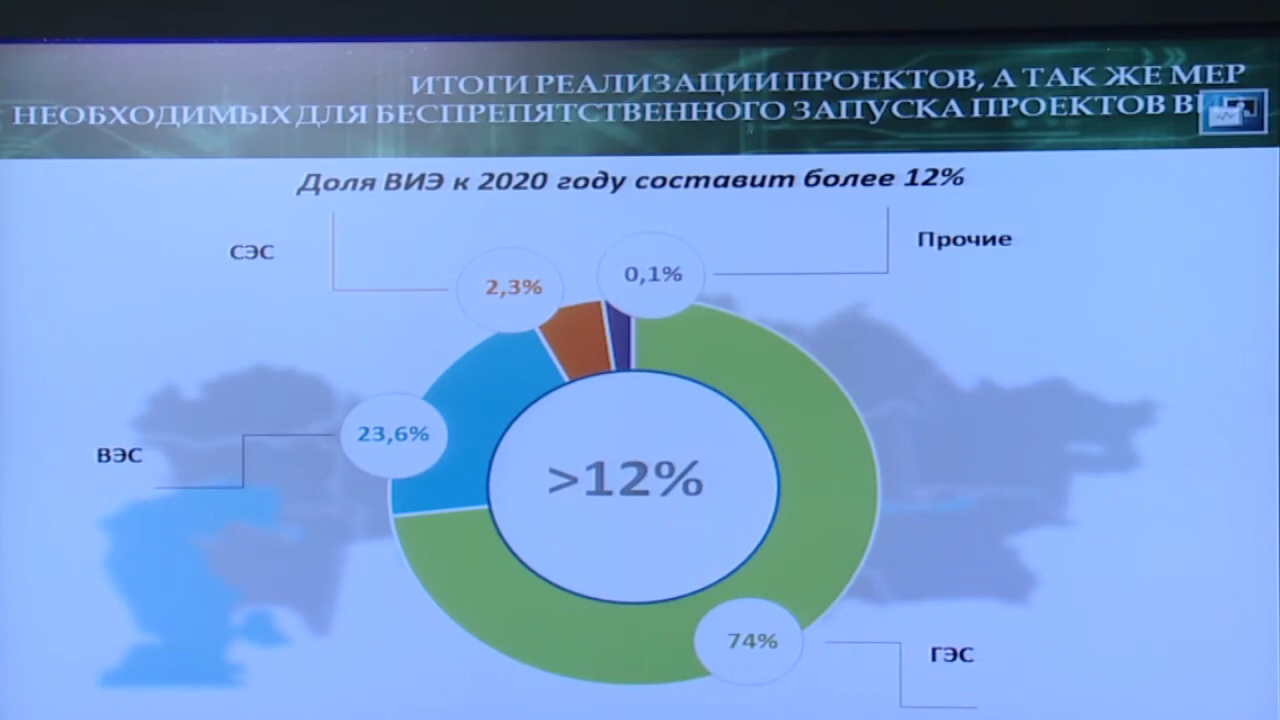 ИТОГИ РЕАЛИЗАЦИИ ПРОЕКТОВ, А ТАК ЖЕ МЕР
НЕОБХОДИМЫХ ДЛЯ БЕСПРЕПЯТСТВЕННОГО ЗАПУСКА ПРОЕКТОВ
Доля ВИЭ к 2020 году составит более 12%
СЭС
Прочие
2,3%
0,1%
23,6%
ВЭС
>12%
74%
ГЭС